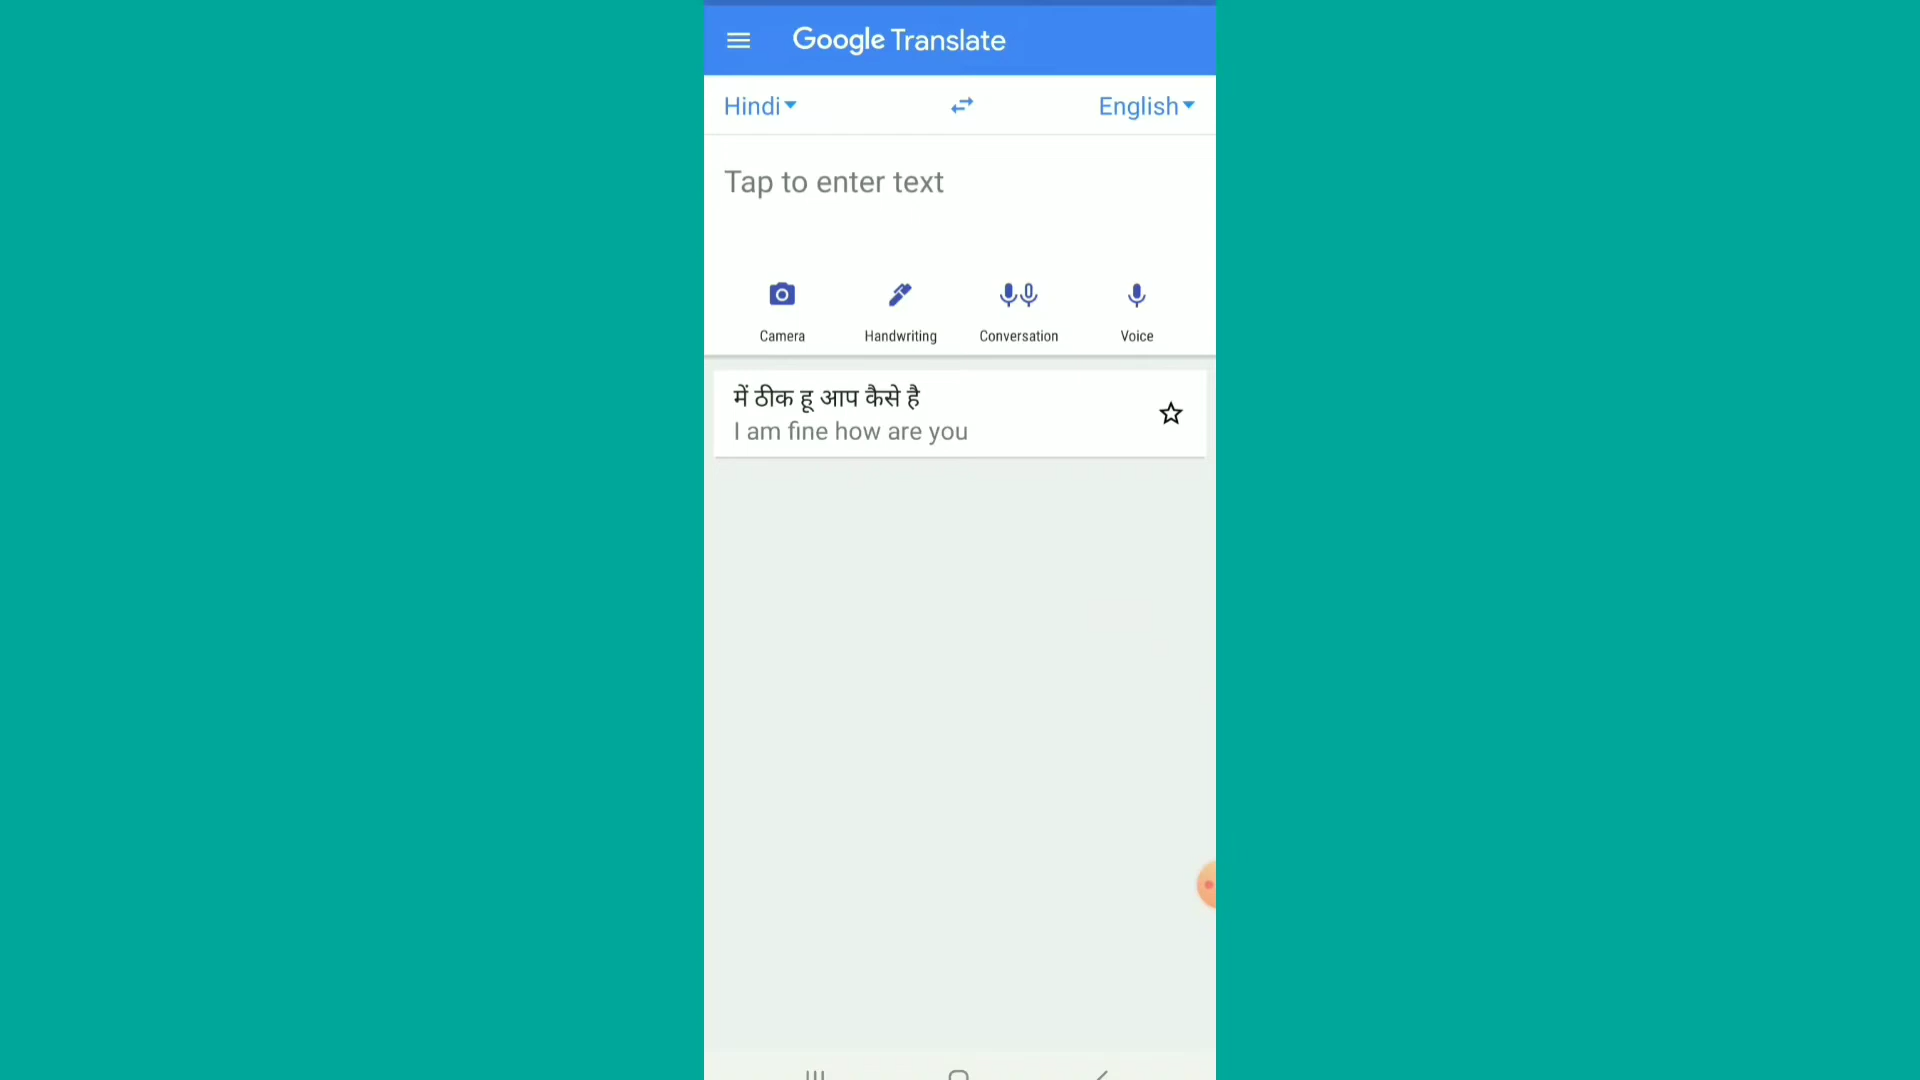 Google Translate
Hindi English
Tap to enter text
Camera Handwriting Conversation Voice
में ठीक हू आप कैसे है
I am fine how are you